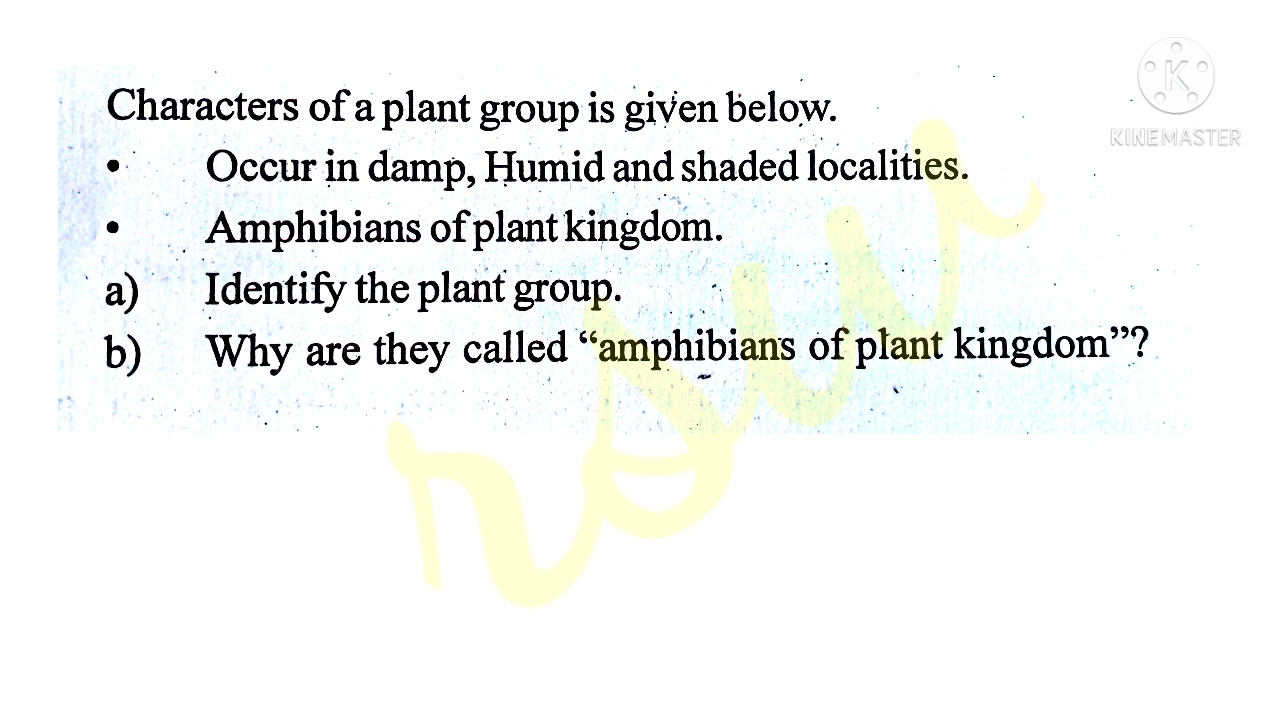 KINEMASTER
Characters of a plant group is given below.
• Occur in damp, Humid and shaded localities.
• Amphibians of plant kingdom.
a) Identify the plant group.
b) Why are they called “amphibians of plant kingdom”?
rsu